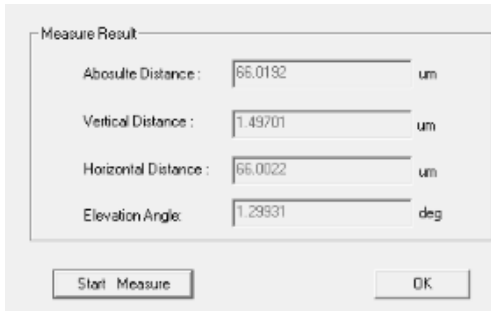 Measure Result
Abosulte Distance : 66.0192 um
Vertical Distance : 1.49701 um
Horizontal Distance : 66.0022 um
Elevation Angle: 1.29931 deg
Start Measure OK